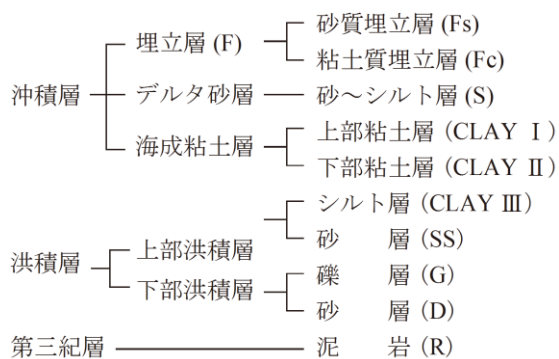 沖積層
埋立層 (F)
砂質埋立層 (Fs)
粘土質埋立層 (Fc)
デルタ砂層
砂～シルト層 (S)
海成粘土層
上部粘土層 (CLAY Ⅰ)
下部粘土層 (CLAY Ⅱ)
洪積層
上部洪積層
シルト層 (CLAY Ⅲ)
砂　　層 (SS)
下部洪積層
礫　　層 (G)
砂　　層 (D)
第三紀層
泥　　岩 (R)